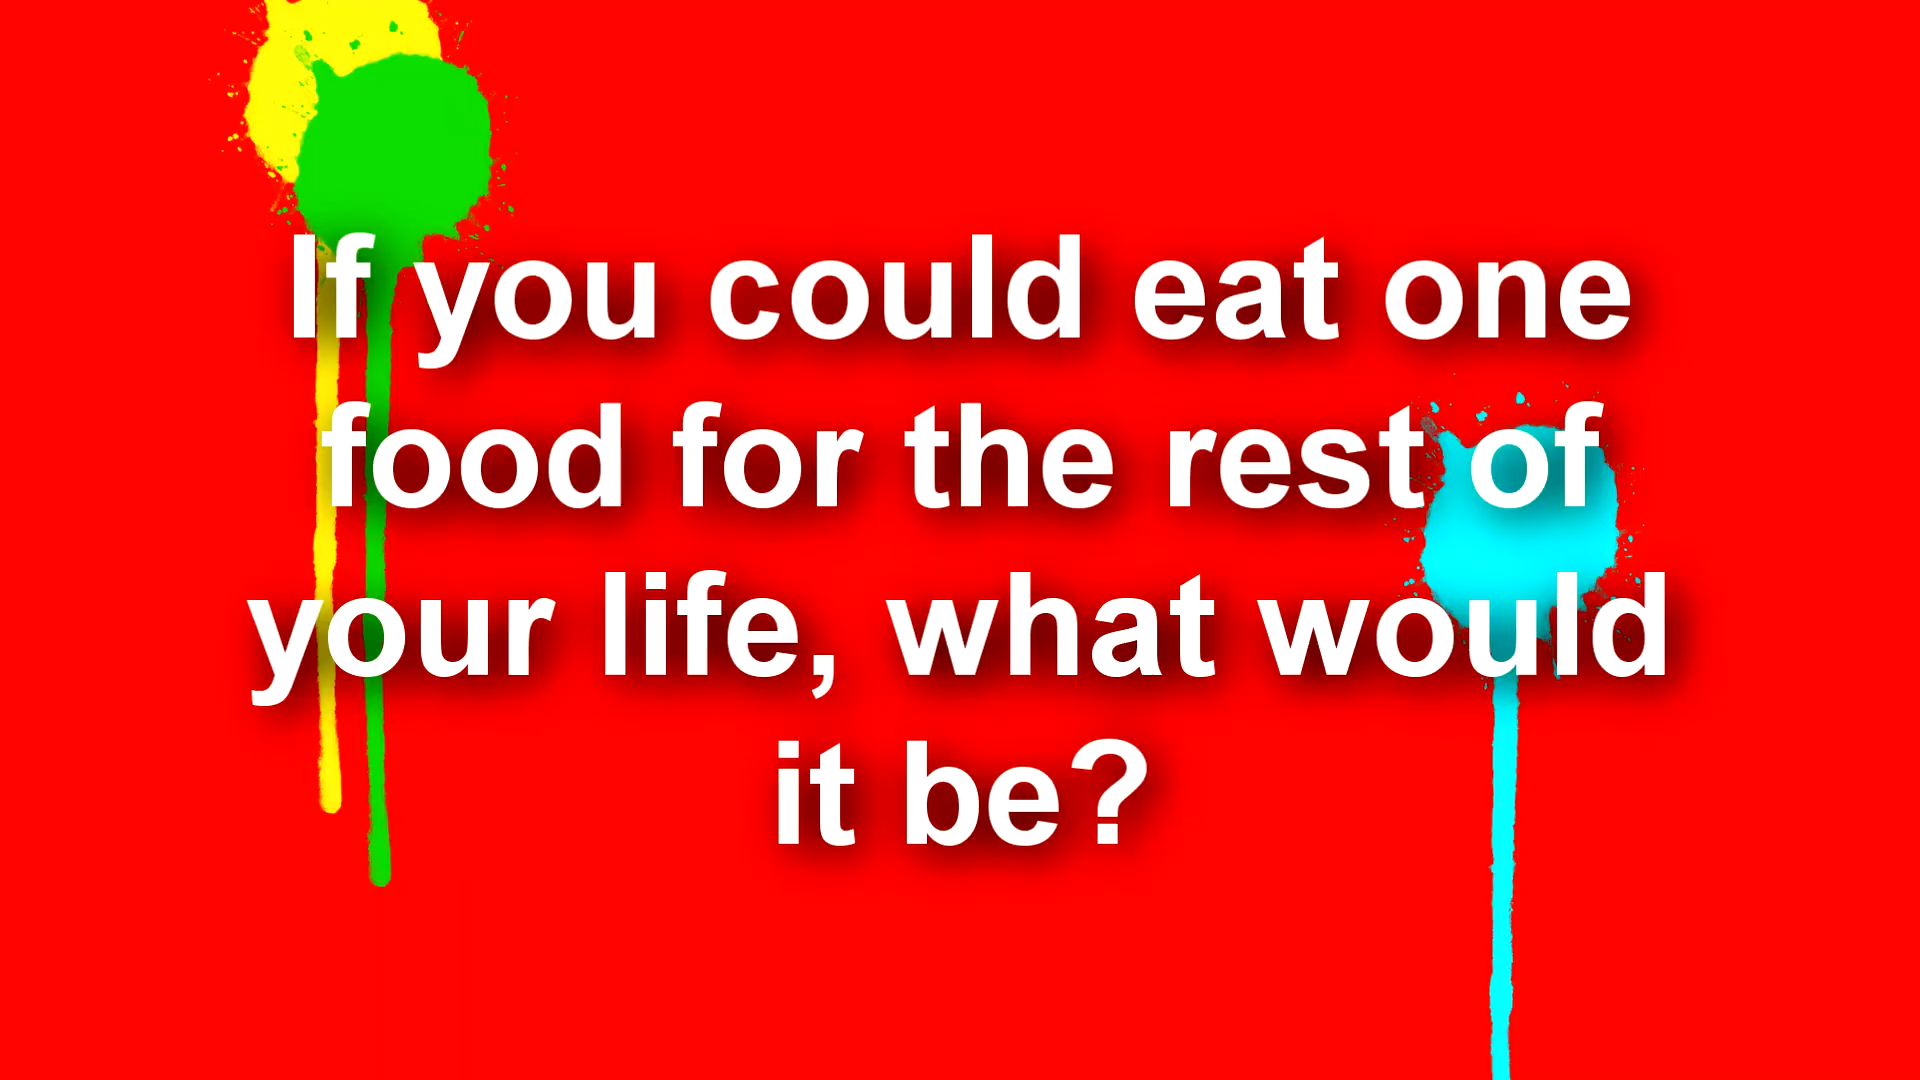 If you could eat one
food for the rest of
your life, what would
it be?